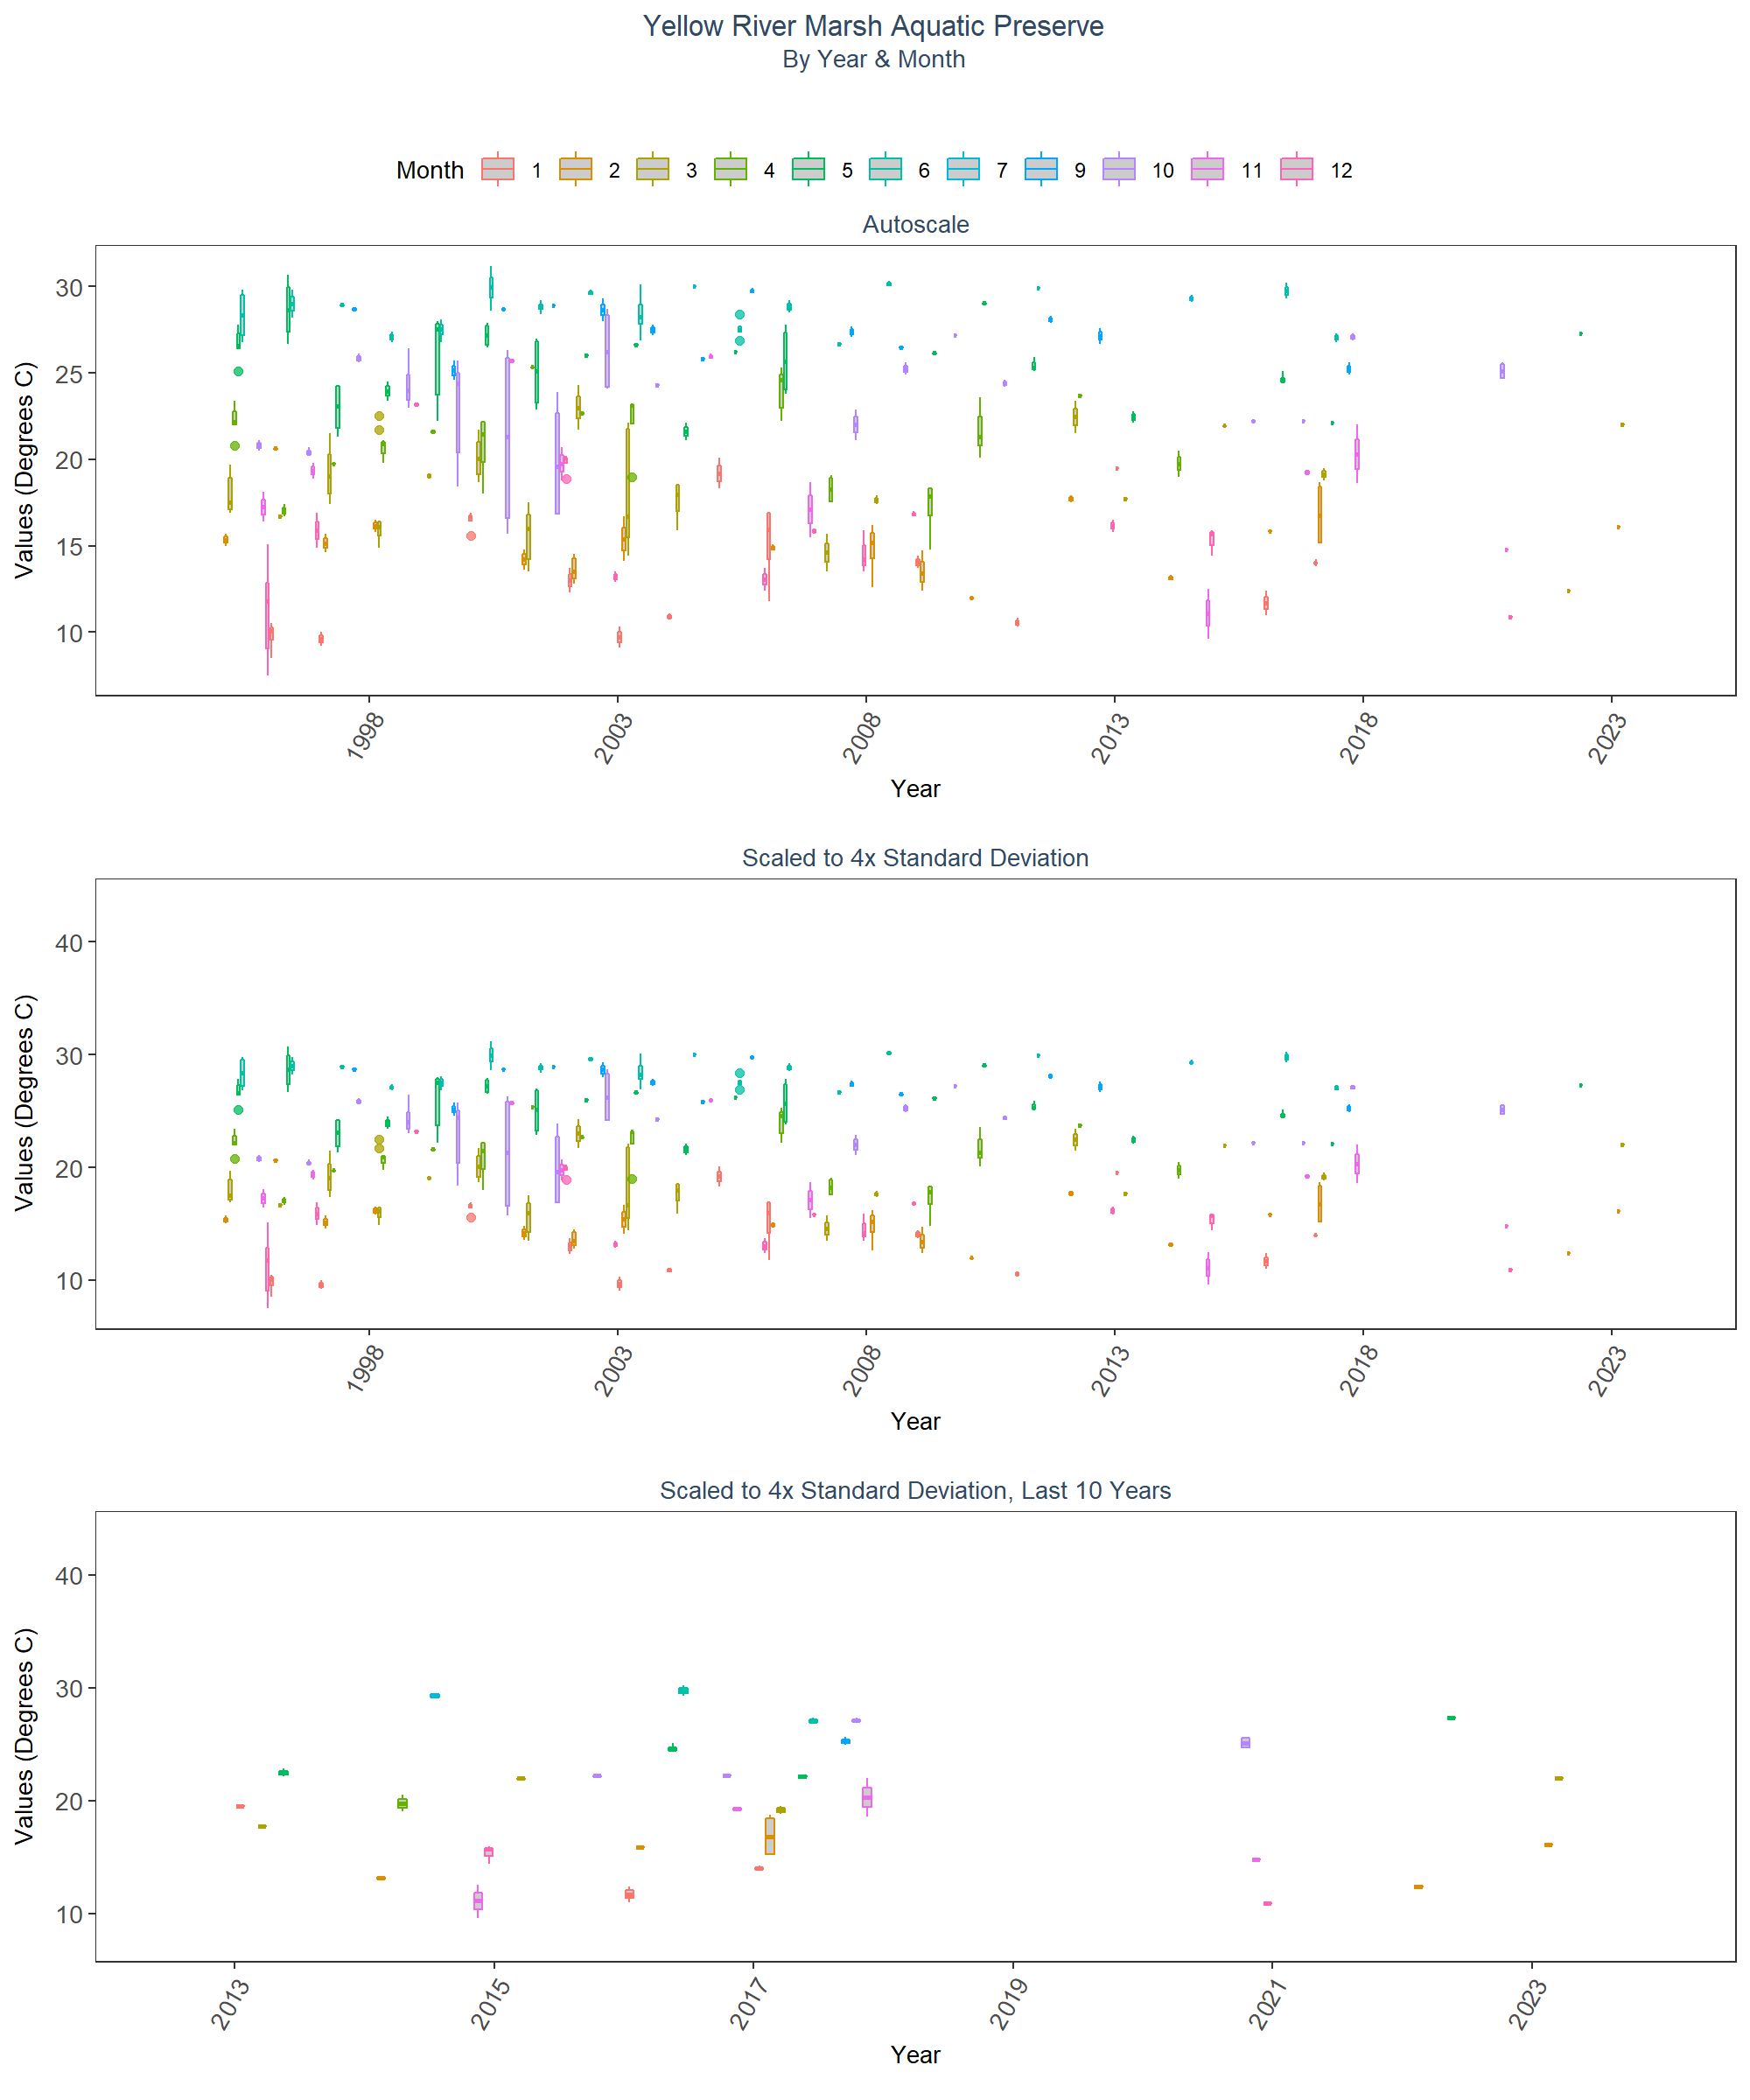 Yellow River Marsh Aquatic Preserve
By Year & Month
Month 1 2 3 4 5 6 7 9 10 11 12
Autoscale
Values (Degrees C)
30
25
20
15
10
1998 2003 2008 2013 2018 2023
Year
Scaled to 4x Standard Deviation
Values (Degrees C)
40
30
20
10
1998 2003 2008 2013 2018 2023
Year
Scaled to 4x Standard Deviation, Last 10 Years
Values (Degrees C)
40
30
20
10
2013 2015 2017 2019 2021 2023
Year